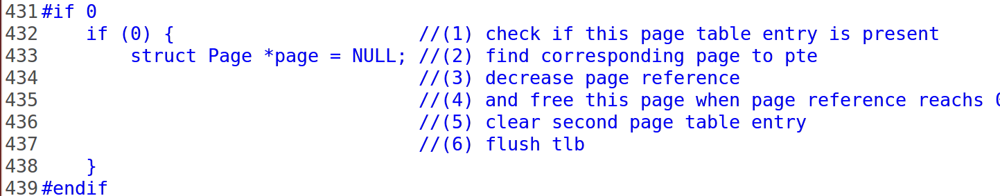 431 #if 0
432     if (0) {                      //(1) check if this page table entry is present
433         struct Page *page = NULL; //(2) find corresponding page to pte
434                                   //(3) decrease page reference
435                                   //(4) and free this page when page reference reachs 0
436                                   //(5) clear second page table entry
437                                   //(6) flush tlb
438     }
439 #endif